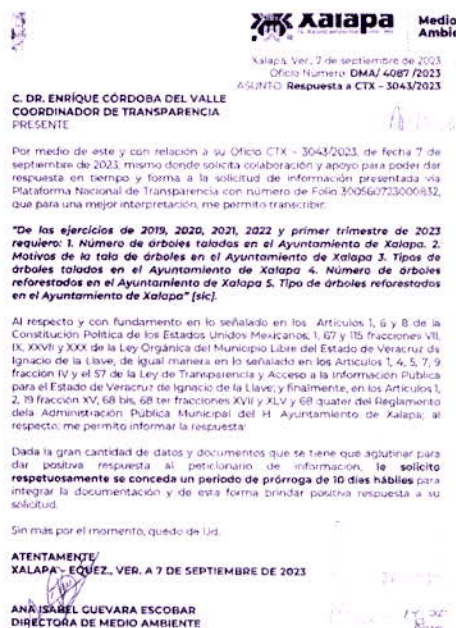 Xalapa
Medio
Ambie
Xalapa, Ver., 7 de septiembre de 2023
Oficio Número: DMA/ 4087 /2023
ASUNTO: Respuesta a CTX – 3043/2023
C. DR. ENRÍQUE CÓRDOBA DEL VALLE
COORDINADOR DE TRANSPARENCIA
PRESENTE
Por medio de este y con relación a su Oficio CTX – 3043/2023, de fecha 7 de
septiembre de 2023, mismo donde solicita colaboración y apoyo para poder dar
respuesta en tiempo y forma a la solicitud de información presentada vía
Plataforma Nacional de Transparencia con número de Folio 300560723000832,
que para una mejor interpretación, me permito transcribir:
"De los ejercicios de 2019, 2020, 2021, 2022 y primer trimestre de 2023
requiero: 1. Número de árboles talados en el Ayuntamiento de Xalapa. 2.
Motivos de la tala de árboles en el Ayuntamiento de Xalapa 3. Tipos de
árboles talados en el Ayuntamiento de Xalapa 4. Número de árboles
reforestados en el Ayuntamiento de Xalapa 5. Tipo de árboles reforestados
en el Ayuntamiento de Xalapa" [sic].
Al respecto y con fundamento en lo señalado en los Artículos 1, 6 y 8 de la
Constitución Política de los Estados Unidos Mexicanos; 1, 67 y 115 fracciones VII,
IX, XXVII y XXX de la Ley Orgánica del Municipio Libre del Estado de Veracruz de
Ignacio de la Llave, de igual manera en lo señalado en los Artículos 1, 4, 5, 7, 9
fracción IV y el 57 de la Ley de Transparencia y Acceso a la Información Pública
para el Estado de Veracruz de Ignacio de la Llave; y finalmente, en los Artículos 1,
2, 19 fracción XV, 68 bis, 68 ter fracciones XVII y XLV y 68 quater del Reglamento
dela Administración Pública Municipal del H. Ayuntamiento de Xalapa; al
respecto, me permito informar la respuesta:
Dada la gran cantidad de datos y documentos que se tiene que aglutinar para
dar positiva respuesta al peticionario de información, le solicito
respetuosamente se conceda un periodo de prórroga de 10 días hábiles para
integrar la documentación y de esta forma brindar positiva respuesta a su
solicitud.
Sin más por el momento, quedo de Ud.
ATENTAMENTE
XALAPA – EQUEZ., VER. A 7 DE SEPTIEMBRE DE 2023
ANA ISABEL GUEVARA ESCOBAR
DIRECTORA DE MEDIO AMBIENTE